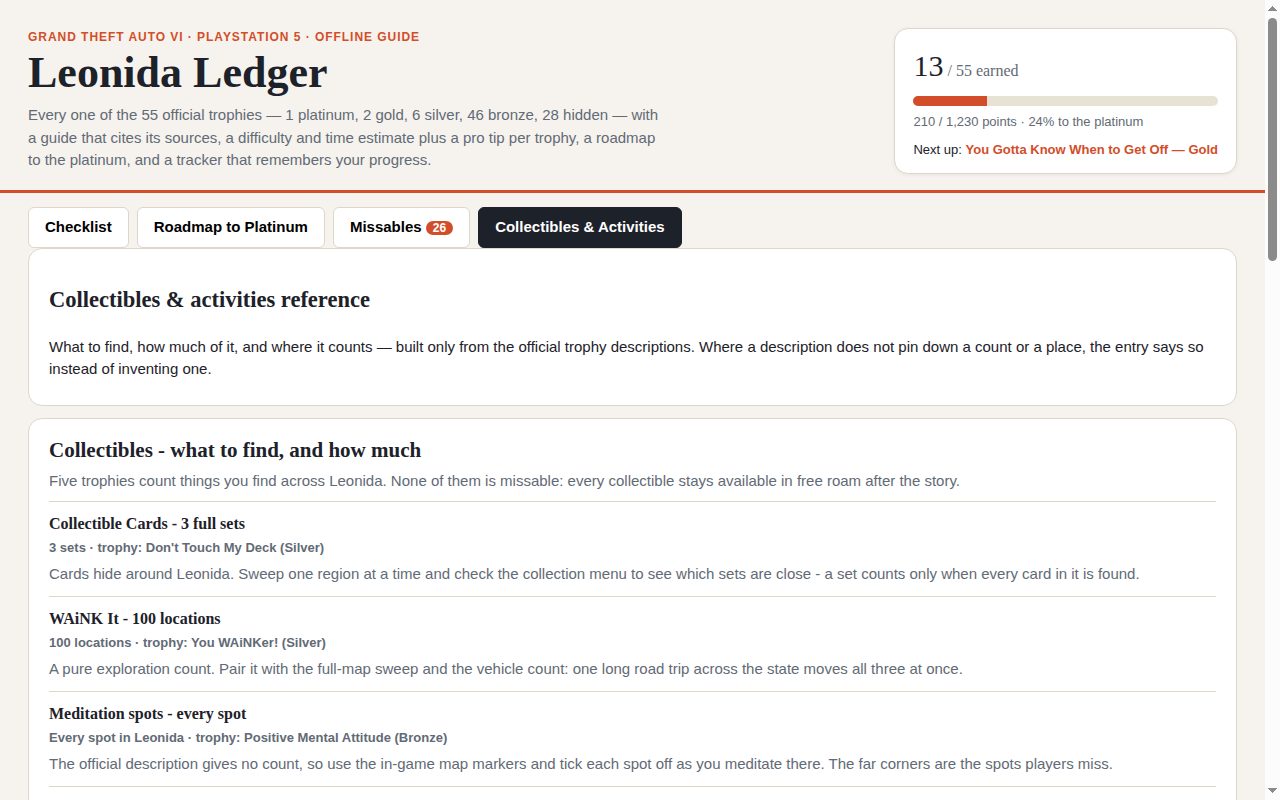 GRAND THEFT AUTO VI · PLAYSTATION 5 · OFFLINE GUIDE
Leonida Ledger
Every one of the 55 official trophies — 1 platinum, 2 gold, 6 silver, 46 bronze, 28 hidden — with
a guide that cites its sources, a difficulty and time estimate plus a pro tip per trophy, a roadmap
to the platinum, and a tracker that remembers your progress.
13 / 55 earned
210 / 1,230 points · 24% to the platinum
Next up: You Gotta Know When to Get Off — Gold
Checklist
Roadmap to Platinum
Missables 26
Collectibles & Activities
Collectibles & activities reference
What to find, how much of it, and where it counts — built only from the official trophy descriptions. Where a description does not pin down a count or a place, the entry says so
instead of inventing one.
Collectibles - what to find, and how much
Five trophies count things you find across Leonida. None of them is missable: every collectible stays available in free roam after the story.
Collectible Cards - 3 full sets
3 sets · trophy: Don't Touch My Deck (Silver)
Cards hide around Leonida. Sweep one region at a time and check the collection menu to see which sets are close - a set counts only when every card in it is found.
WAiNK It - 100 locations
100 locations · trophy: You WAiNKer! (Silver)
A pure exploration count. Pair it with the full-map sweep and the vehicle count: one long road trip across the state moves all three at once.
Meditation spots - every spot
Every spot in Leonida · trophy: Positive Mental Attitude (Bronze)
The official description gives no count, so use the in-game map markers and tick each spot off as you meditate there. The far corners are the spots players miss.